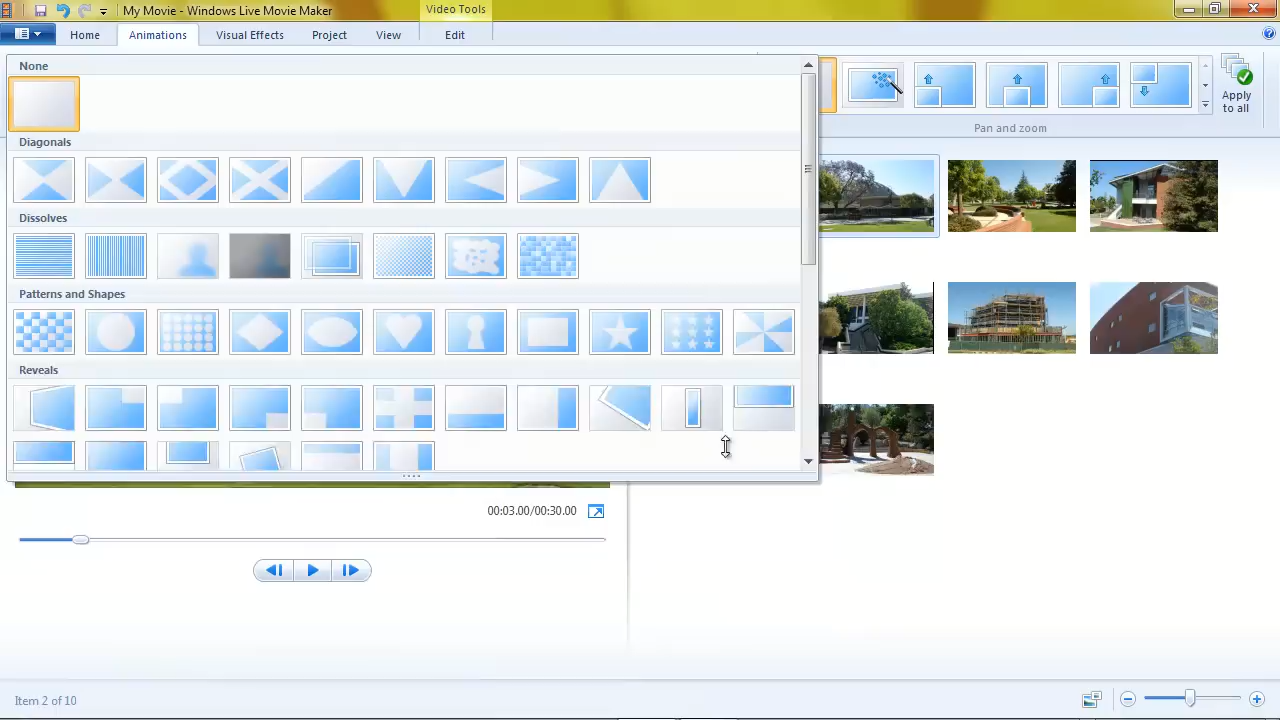 My Movie - Windows Live Movie Maker
Video Tools
Home
Animations
Visual Effects
Project
View
Edit
None
Diagonals
Dissolves
Patterns and Shapes
Reveals
Apply
to all
Pan and zoom
00:03.00/00:30.00
Item 2 of 10